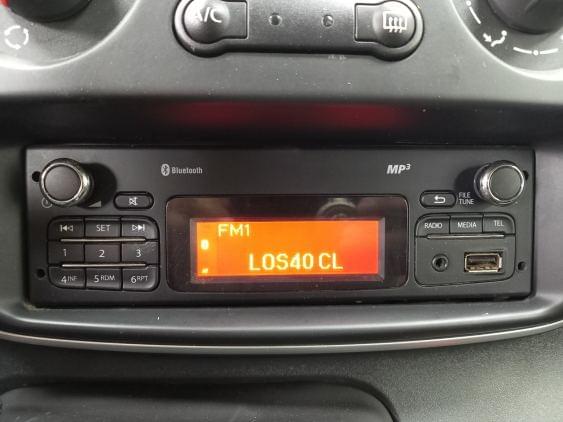 A/C
Bluetooth
MP3
FILE
TUNE
SET
RADIO
MEDIA
TEL
1
2
3
4 INF
5 RDM
6 RPT
FM1
LOS40 CL